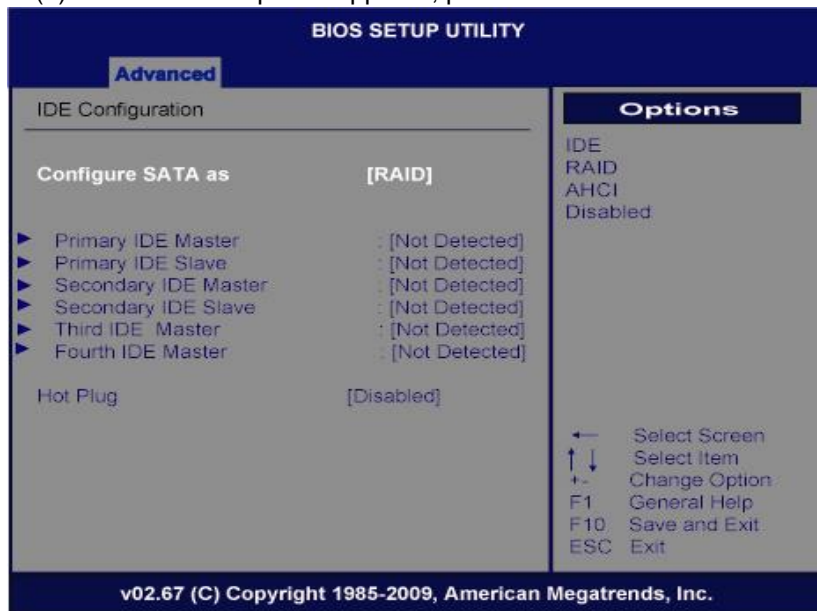 BIOS SETUP UTILITY
Advanced
IDE Configuration
Configure SATA as [RAID]
Primary IDE Master : [Not Detected]
Primary IDE Slave : [Not Detected]
Secondary IDE Master : [Not Detected]
Secondary IDE Slave : [Not Detected]
Third IDE Master : [Not Detected]
Fourth IDE Master : [Not Detected]
Hot Plug [Disabled]
Options
IDE
RAID
AHCI
Disabled
← Select Screen
↑↓ Select Item
+- Change Option
F1 General Help
F10 Save and Exit
ESC Exit
v02.67 (C) Copyright 1985-2009, American Megatrends, Inc.